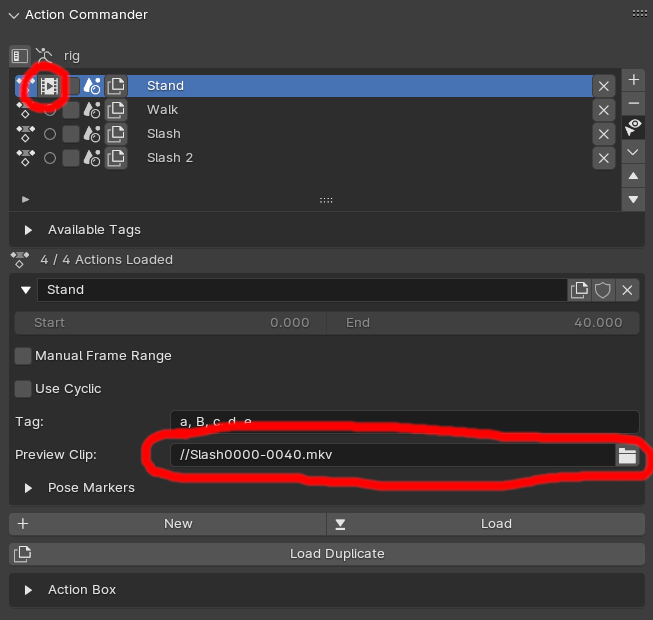 Action Commander
rig
Stand
Walk
Slash
Slash 2
Available Tags
4 / 4 Actions Loaded
Stand
Start 0.000 End 40.000
Manual Frame Range
Use Cyclic
Tag: a, B, c, d, e
Preview Clip: //Slash0000-0040.mkv
Pose Markers
New Load
Load Duplicate
Action Box